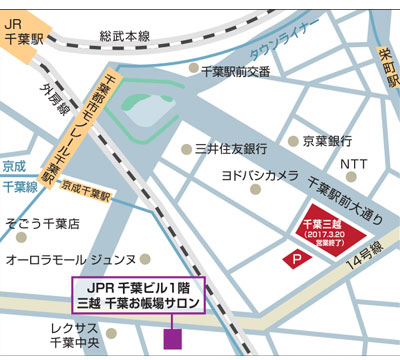 JR
千葉駅
総武本線
タウンライナー
栄町駅
外房線
千葉駅前交番
千葉都市モノレール千葉駅
三井住友銀行
京葉銀行
NTT
ヨドバシカメラ
千葉駅前大通り
京成
千葉線
京成千葉駅
そごう千葉店
千葉三越
(2017.3.20
営業終了)
P
14号線
オーロラモール ジュンヌ
JPR 千葉ビル1階
三越 千葉お帳場サロン
レクサス
千葉中央